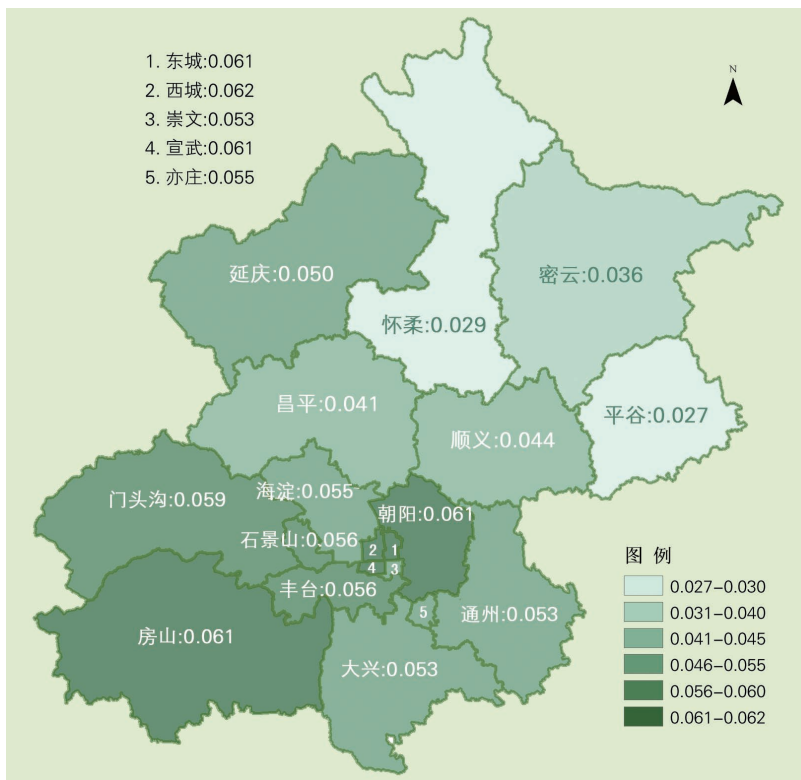 1. 东城:0.061
2. 西城:0.062
3. 崇文:0.053
4. 宣武:0.061
5. 亦庄:0.055
N
延庆:0.050
密云:0.036
怀柔:0.029
昌平:0.041
平谷:0.027
顺义:0.044
门头沟:0.059
海淀:0.055
朝阳:0.061
石景山:0.056
2
1
4
3
丰台:0.056
5
通州:0.053
房山:0.061
大兴:0.053
图 例
0.027–0.030
0.031–0.040
0.041–0.045
0.046–0.055
0.056–0.060
0.061–0.062